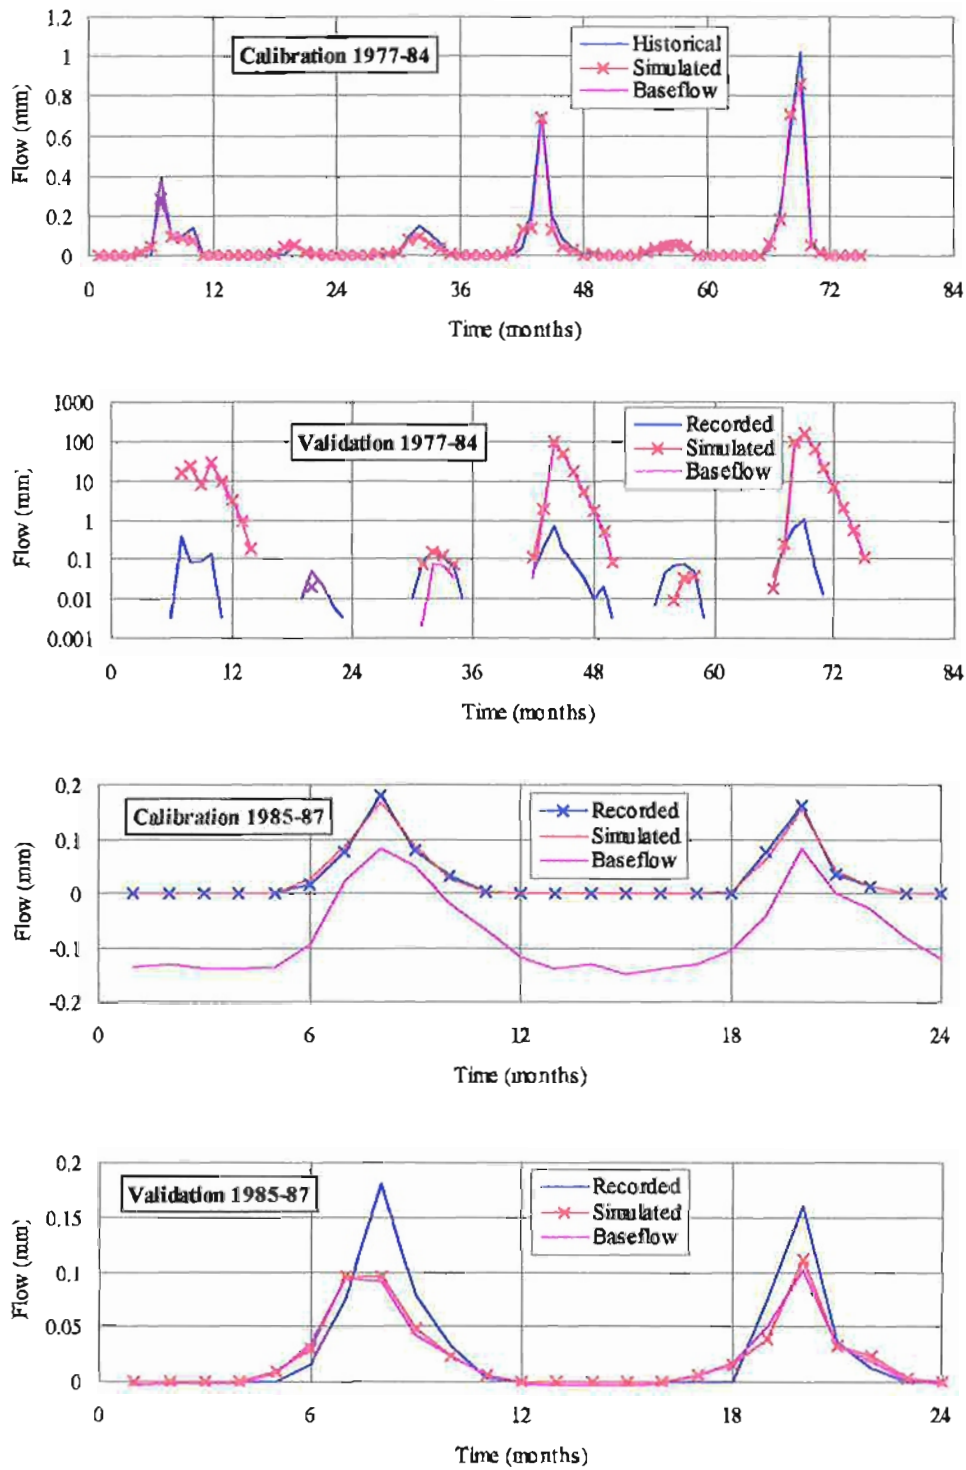 1.2
1
0.8
0.6
0.4
0.2
0
Flow (mm)
Calibration 1977-84
Historical
Simulated
Baseflow
0 12 24 36 48 60 72 84
Time (months)
1000
100
10
1
0.1
0.01
0.001
Flow (mm)
Validation 1977-84
Recorded
Simulated
Baseflow
0 12 24 36 48 60 72 84
Time (months)
0.2
0.1
0
-0.1
-0.2
Flow (mm)
Calibration 1985-87
Recorded
Simulated
Baseflow
0 6 12 18 24
Time (months)
0.2
0.15
0.1
0.05
0
Flow (mm)
Validation 1985-87
Recorded
Simulated
Baseflow
0 6 12 18 24
Time (months)